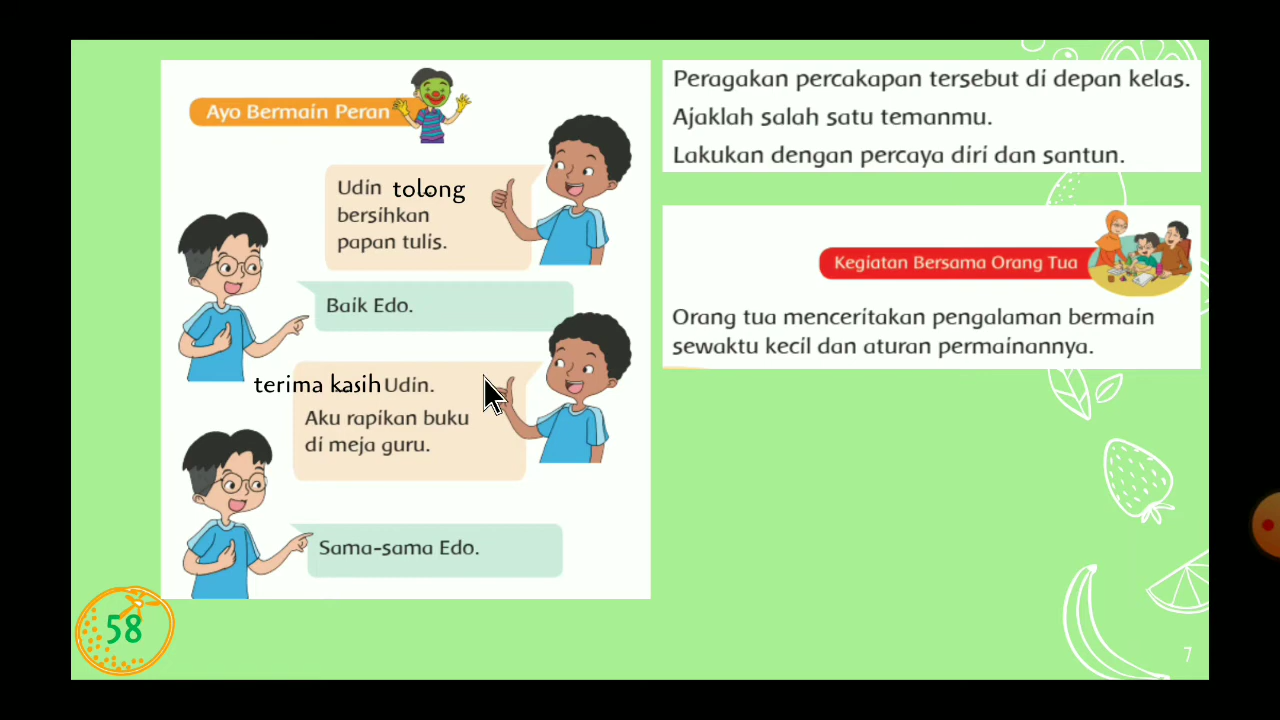 Ayo Bermain Peran
Udin tolong
bersihkan
papan tulis.
Baik Edo.
terima kasih Udin.
Aku rapikan buku
di meja guru.
Sama-sama Edo.
58
Peragakan percakapan tersebut di depan kelas.
Ajaklah salah satu temanmu.
Lakukan dengan percaya diri dan santun.
Kegiatan Bersama Orang Tua
Orang tua menceritakan pengalaman bermain
sewaktu kecil dan aturan permainannya.
7